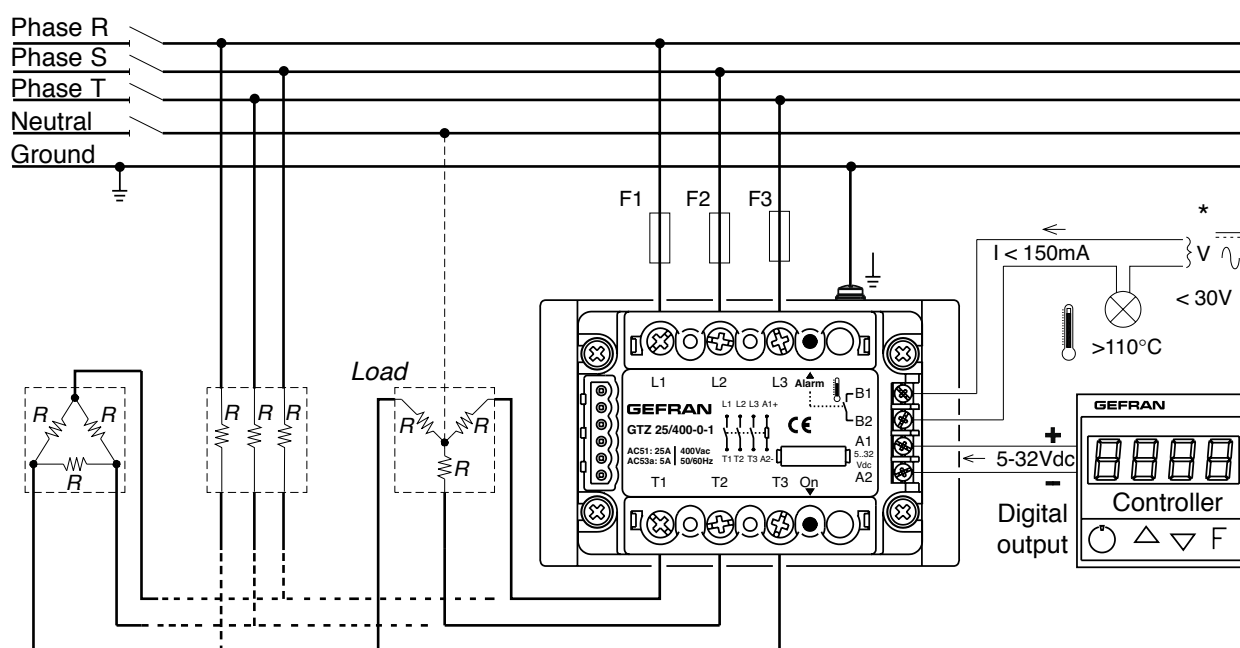 Phase R
Phase S
Phase T
Neutral
Ground
F1 F2 F3
*
I < 150mA V
< 30V
>110°C
Load
R R R
R R R
R R R
L1 L2 L3 Alarm
B1
B2
GEFRAN
GTZ 25/400-0-1
L1 L2 L3 A1+
CE
AC51: 25A 400Vac
AC53a: 5A 50/60Hz
T1 T2 T3 A2-
A1
5..32
Vdc
A2
T1 T2 T3 On
+
5-32Vdc
−
Digital
output
GEFRAN
8888
Controller
F